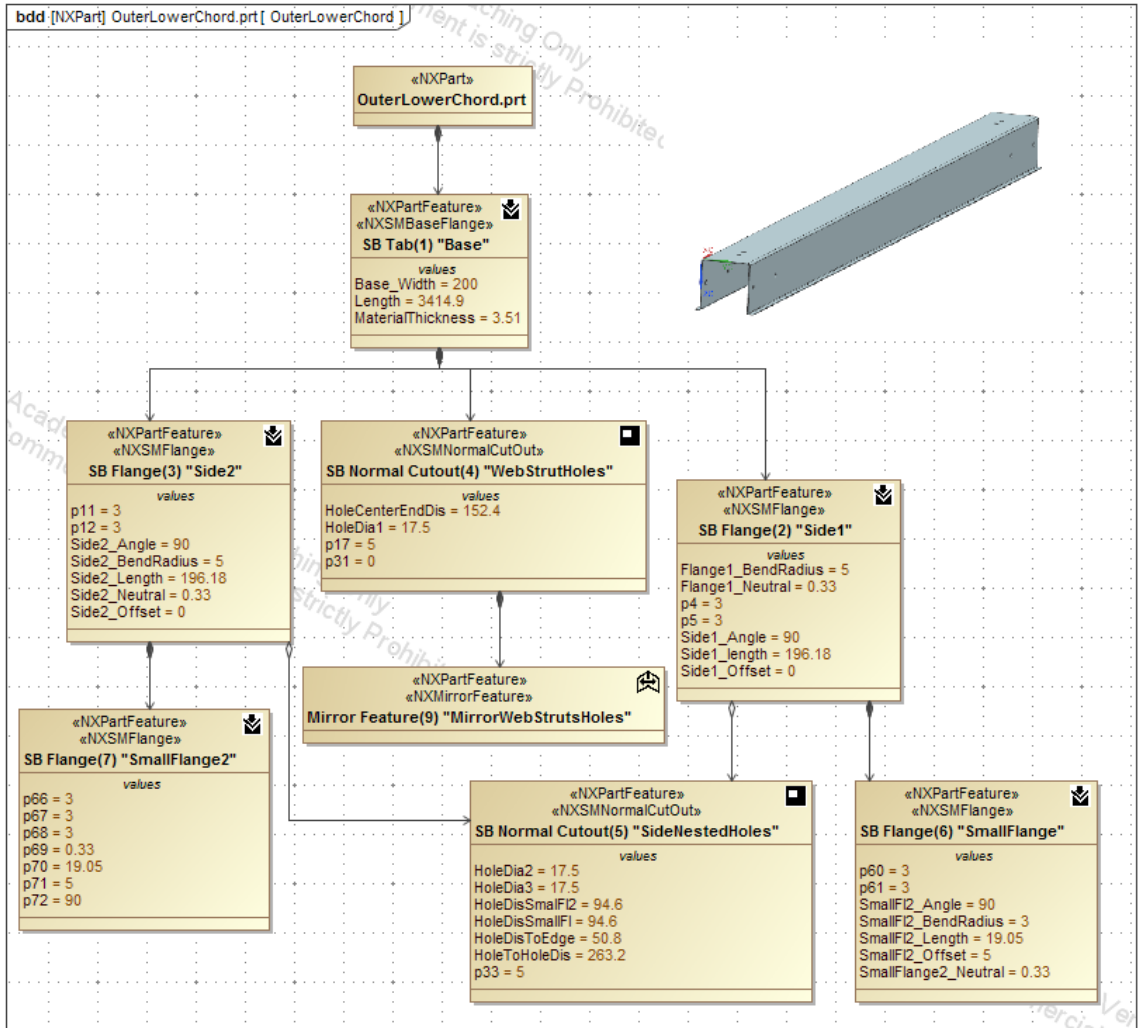 bdd [NXPart] OuterLowerChord.prt [ OuterLowerChord ]
«NXPart»
OuterLowerChord.prt
«NXPartFeature»
«NXSMBaseFlange»
SB Tab(1) "Base"
values
Base_Width = 200
Length = 3414.9
MaterialThickness = 3.51
«NXPartFeature»
«NXSMFlange»
SB Flange(3) "Side2"
values
p11 = 3
p12 = 3
Side2_Angle = 90
Side2_BendRadius = 5
Side2_Length = 196.18
Side2_Neutral = 0.33
Side2_Offset = 0
«NXPartFeature»
«NXSMNormalCutOut»
SB Normal Cutout(4) "WebStrutHoles"
values
HoleCenterEndDis = 152.4
HoleDia1 = 17.5
p17 = 5
p31 = 0
«NXPartFeature»
«NXSMFlange»
SB Flange(2) "Side1"
values
Flange1_BendRadius = 5
Flange1_Neutral = 0.33
p4 = 3
p5 = 3
Side1_Angle = 90
Side1_length = 196.18
Side1_Offset = 0
«NXPartFeature»
«NXMirrorFeature»
Mirror Feature(9) "MirrorWebStrutsHoles"
«NXPartFeature»
«NXSMFlange»
SB Flange(7) "SmallFlange2"
values
p66 = 3
p67 = 3
p68 = 3
p69 = 0.33
p70 = 19.05
p71 = 5
p72 = 90
«NXPartFeature»
«NXSMNormalCutOut»
SB Normal Cutout(5) "SideNestedHoles"
values
HoleDia2 = 17.5
HoleDia3 = 17.5
HoleDisSmalFl2 = 94.6
HoleDisSmallFl = 94.6
HoleDisToEdge = 50.8
HoleToHoleDis = 263.2
p33 = 5
«NXPartFeature»
«NXSMFlange»
SB Flange(6) "SmallFlange"
values
p60 = 3
p61 = 3
SmallFl2_Angle = 90
SmallFl2_BendRadius = 3
SmallFl2_Length = 19.05
SmallFl2_Offset = 5
SmallFlange2_Neutral = 0.33
ching Only
ment is strictly Prohibited